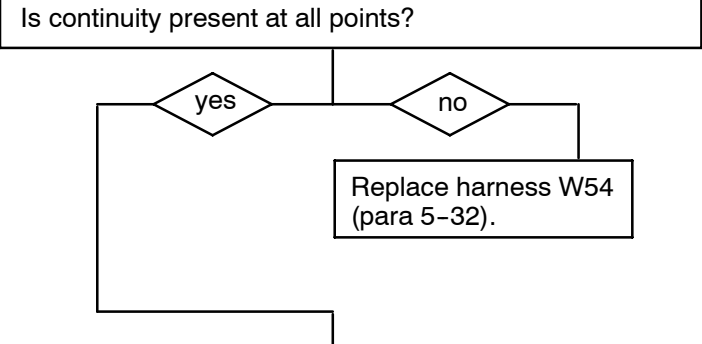 Is continuity present at all points?
yes
no
Replace harness W54
(para 5-32).